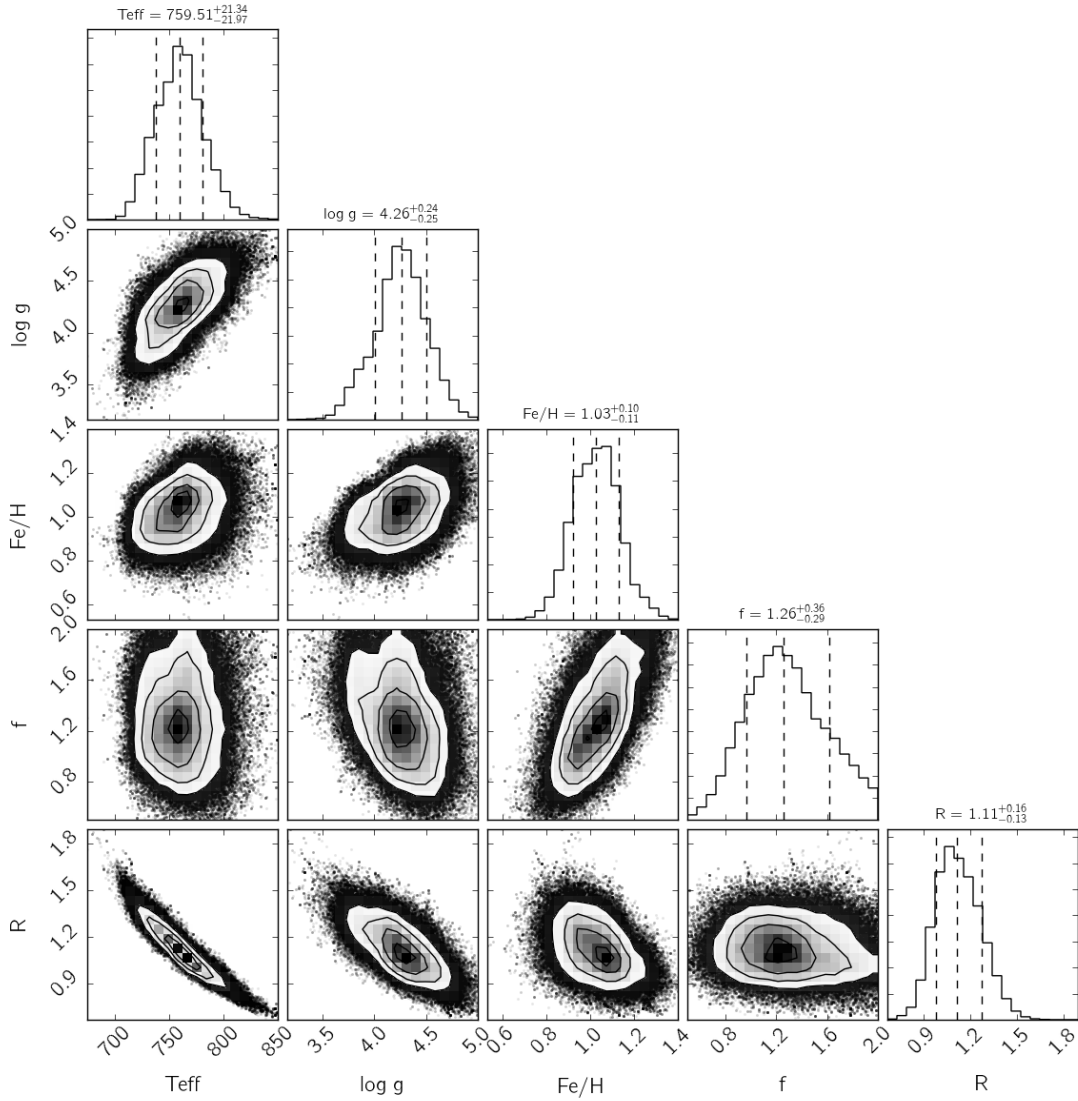 Teff = 759.51+21.34−21.97
log g = 4.26+0.24−0.25
5.0
4.5
4.0
3.5
log g
Fe/H = 1.03+0.10−0.11
1.4
1.4
1.2
1.0
0.8
0.6
Fe/H
f = 1.26+0.36−0.29
2.0
2.0
1.6
1.2
0.8
f
R = 1.11+0.16−0.13
1.8
1.5
1.2
0.9
R
700 750 800 850 3.5 4.0 4.5 5.0 0.6 0.8 1.0 1.2 1.4 0.8 1.2 1.6 2.0 0.9 1.2 1.5 1.8
Teff log g Fe/H f R